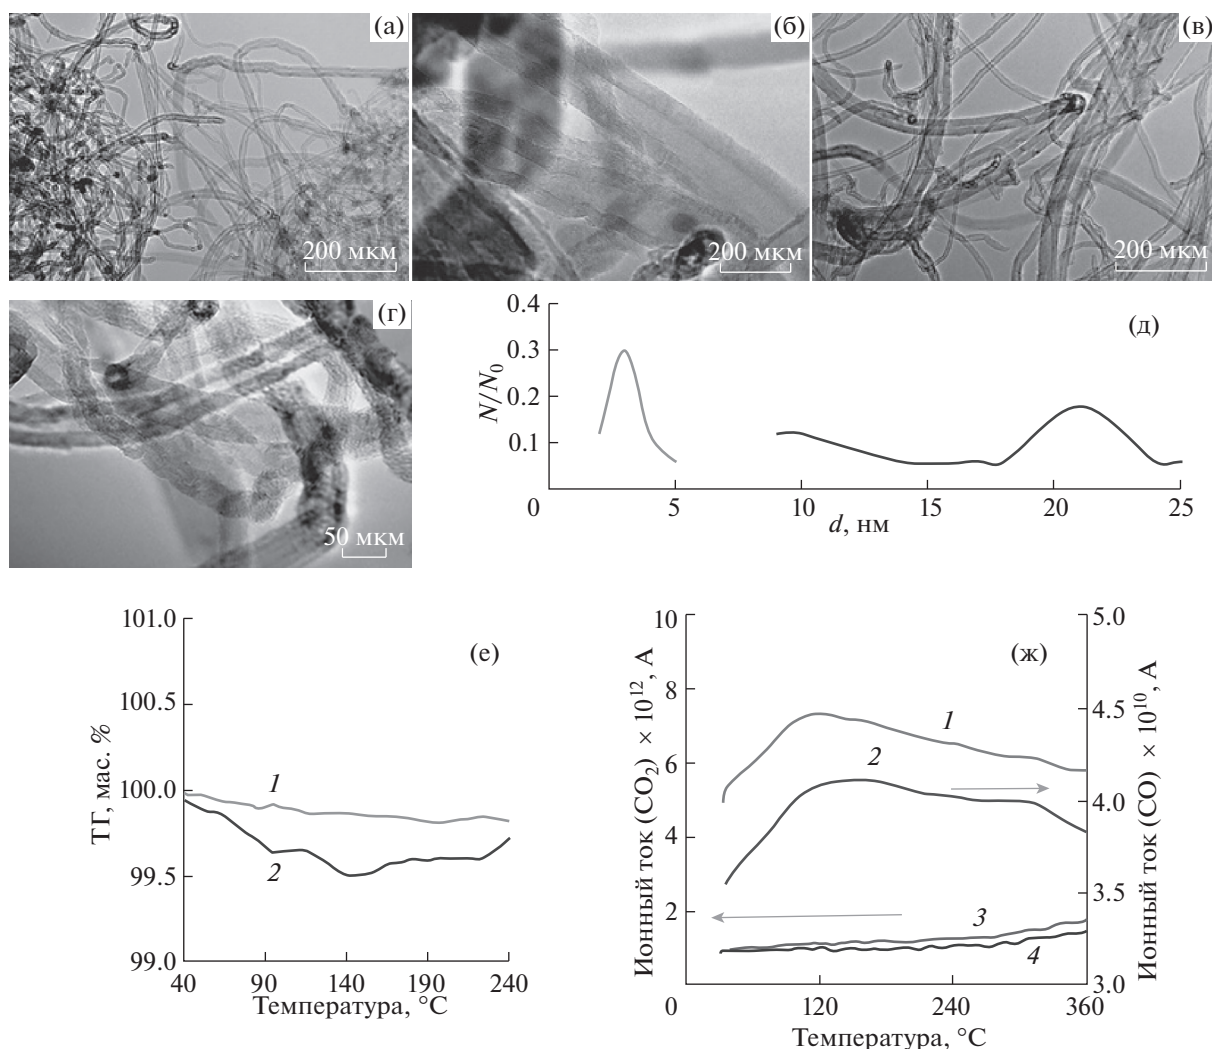 (а)
200 мкм
(б)
200 мкм
(в)
200 мкм
(г)
50 мкм
(д)
N/N0
0.4
0.3
0.2
0.1
0 5 10 15 20 25
d, нм
(е)
ТГ, мас. %
101.0
100.5
100.0
99.5
99.0
1
2
40 90 140 190 240
Температура, °C
(ж)
Ионный ток (CO2) × 10^12, А
10
8
6
4
2
0 120 240 360
1
2
3
4
5.0
4.5
4.0
3.5
3.0
Ионный ток (CO) × 10^10, А
Температура, °C